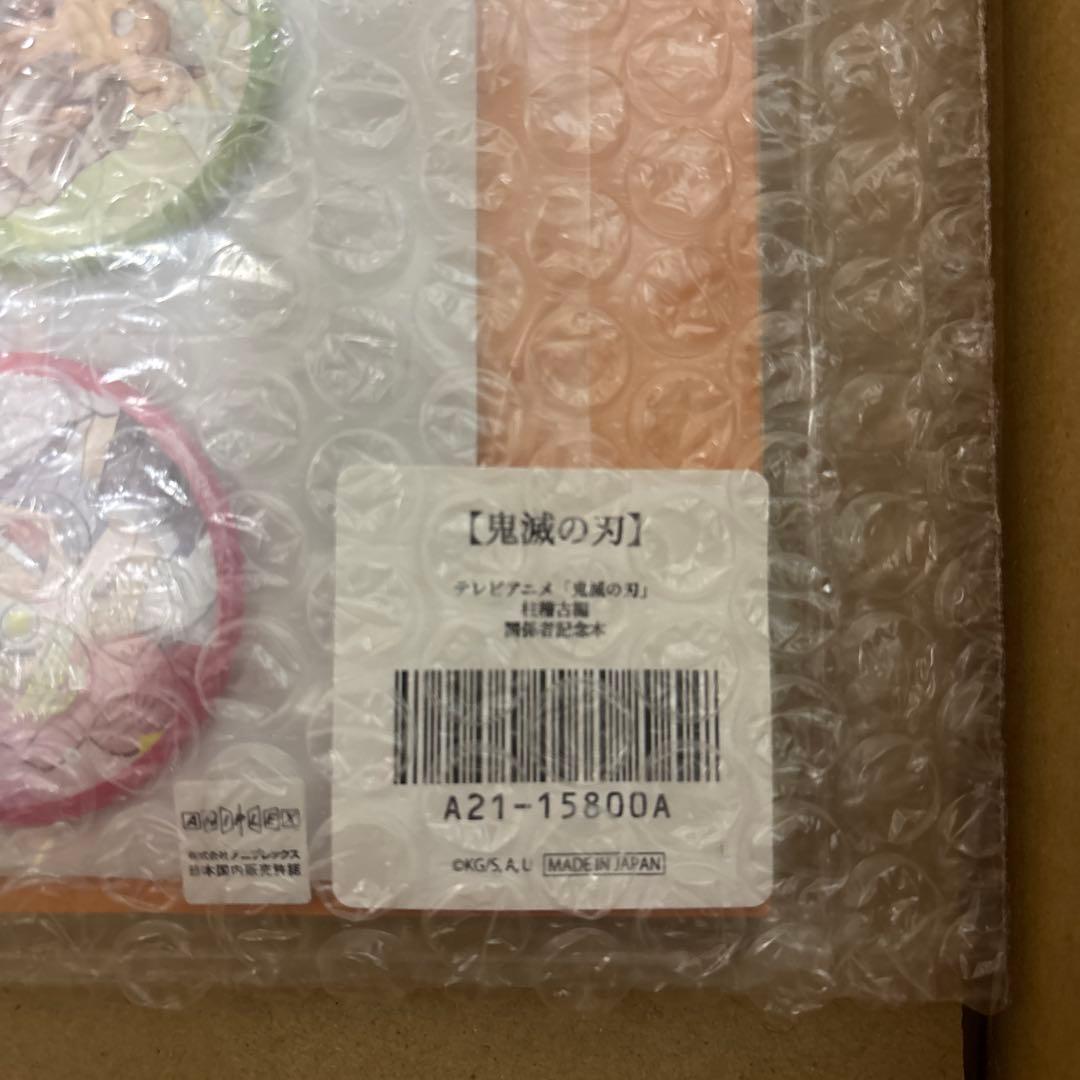 【鬼滅の刃】
テレビアニメ「鬼滅の刃」
柱稽古編
関係者記念本
A21-15800A
©KG/S,A,U MADE IN JAPAN
ANIPLEX
株式会社アニプレックス
日本国内販売許諾